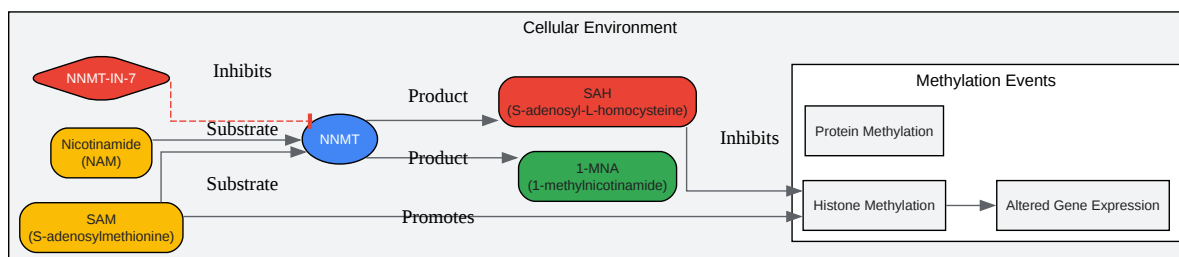 Cellular Environment
NNMT-IN-7
Inhibits
Nicotinamide
(NAM)
Substrate
Substrate
SAM
(S-adenosylmethionine)
NNMT
Product
Product
Promotes
SAH
(S-adenosyl-L-homocysteine)
1-MNA
(1-methylnicotinamide)
Inhibits
Methylation Events
Protein Methylation
Histone Methylation
Altered Gene Expression